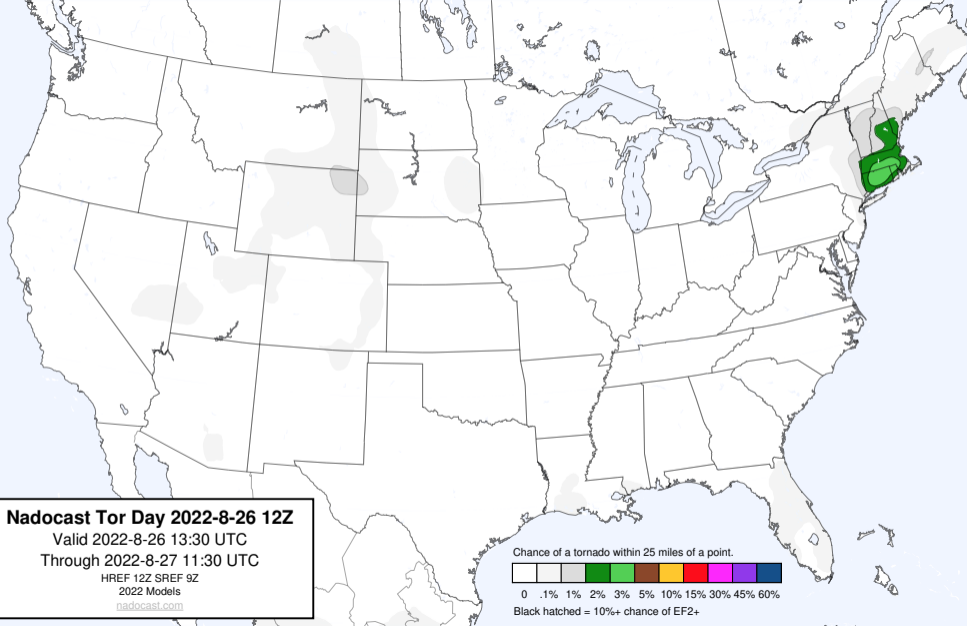 Nadocast Tor Day 2022-8-26 12Z
Valid 2022-8-26 13:30 UTC
Through 2022-8-27 11:30 UTC
HREF 12Z SREF 9Z
2022 Models
nadocast.com
Chance of a tornado within 25 miles of a point.
0 .1% 1% 2% 3% 5% 10% 15% 30% 45% 60%
Black hatched = 10%+ chance of EF2+